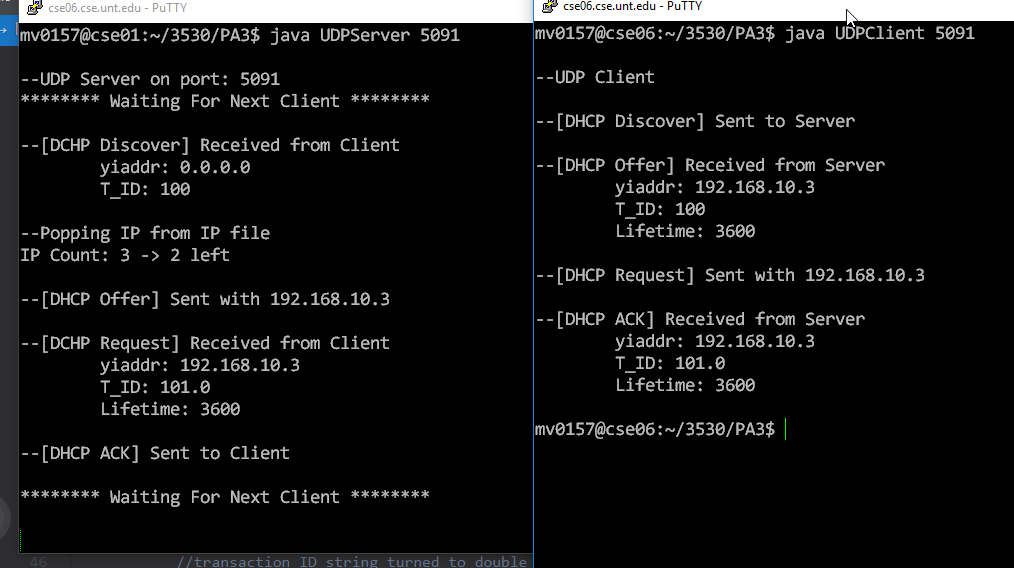 cse06.cse.unt.edu - PuTTY
mv0157@cse01:~/3530/PA3$ java UDPServer 5091
--UDP Server on port: 5091
******** Waiting For Next Client ********
--[DCHP Discover] Received from Client
yiaddr: 0.0.0.0
T_ID: 100
--Popping IP from IP file
IP Count: 3 -> 2 left
--[DHCP Offer] Sent with 192.168.10.3
--[DCHP Request] Received from Client
yiaddr: 192.168.10.3
T_ID: 101.0
Lifetime: 3600
--[DHCP ACK] Sent to Client
******** Waiting For Next Client ********
46 //transaction ID string turned to double
cse06.cse.unt.edu - PuTTY
mv0157@cse06:~/3530/PA3$ java UDPClient 5091
--UDP Client
--[DHCP Discover] Sent to Server
--[DHCP Offer] Received from Server
yiaddr: 192.168.10.3
T_ID: 100
Lifetime: 3600
--[DHCP Request] Sent with 192.168.10.3
--[DHCP ACK] Received from Server
yiaddr: 192.168.10.3
T_ID: 101.0
Lifetime: 3600
mv0157@cse06:~/3530/PA3$